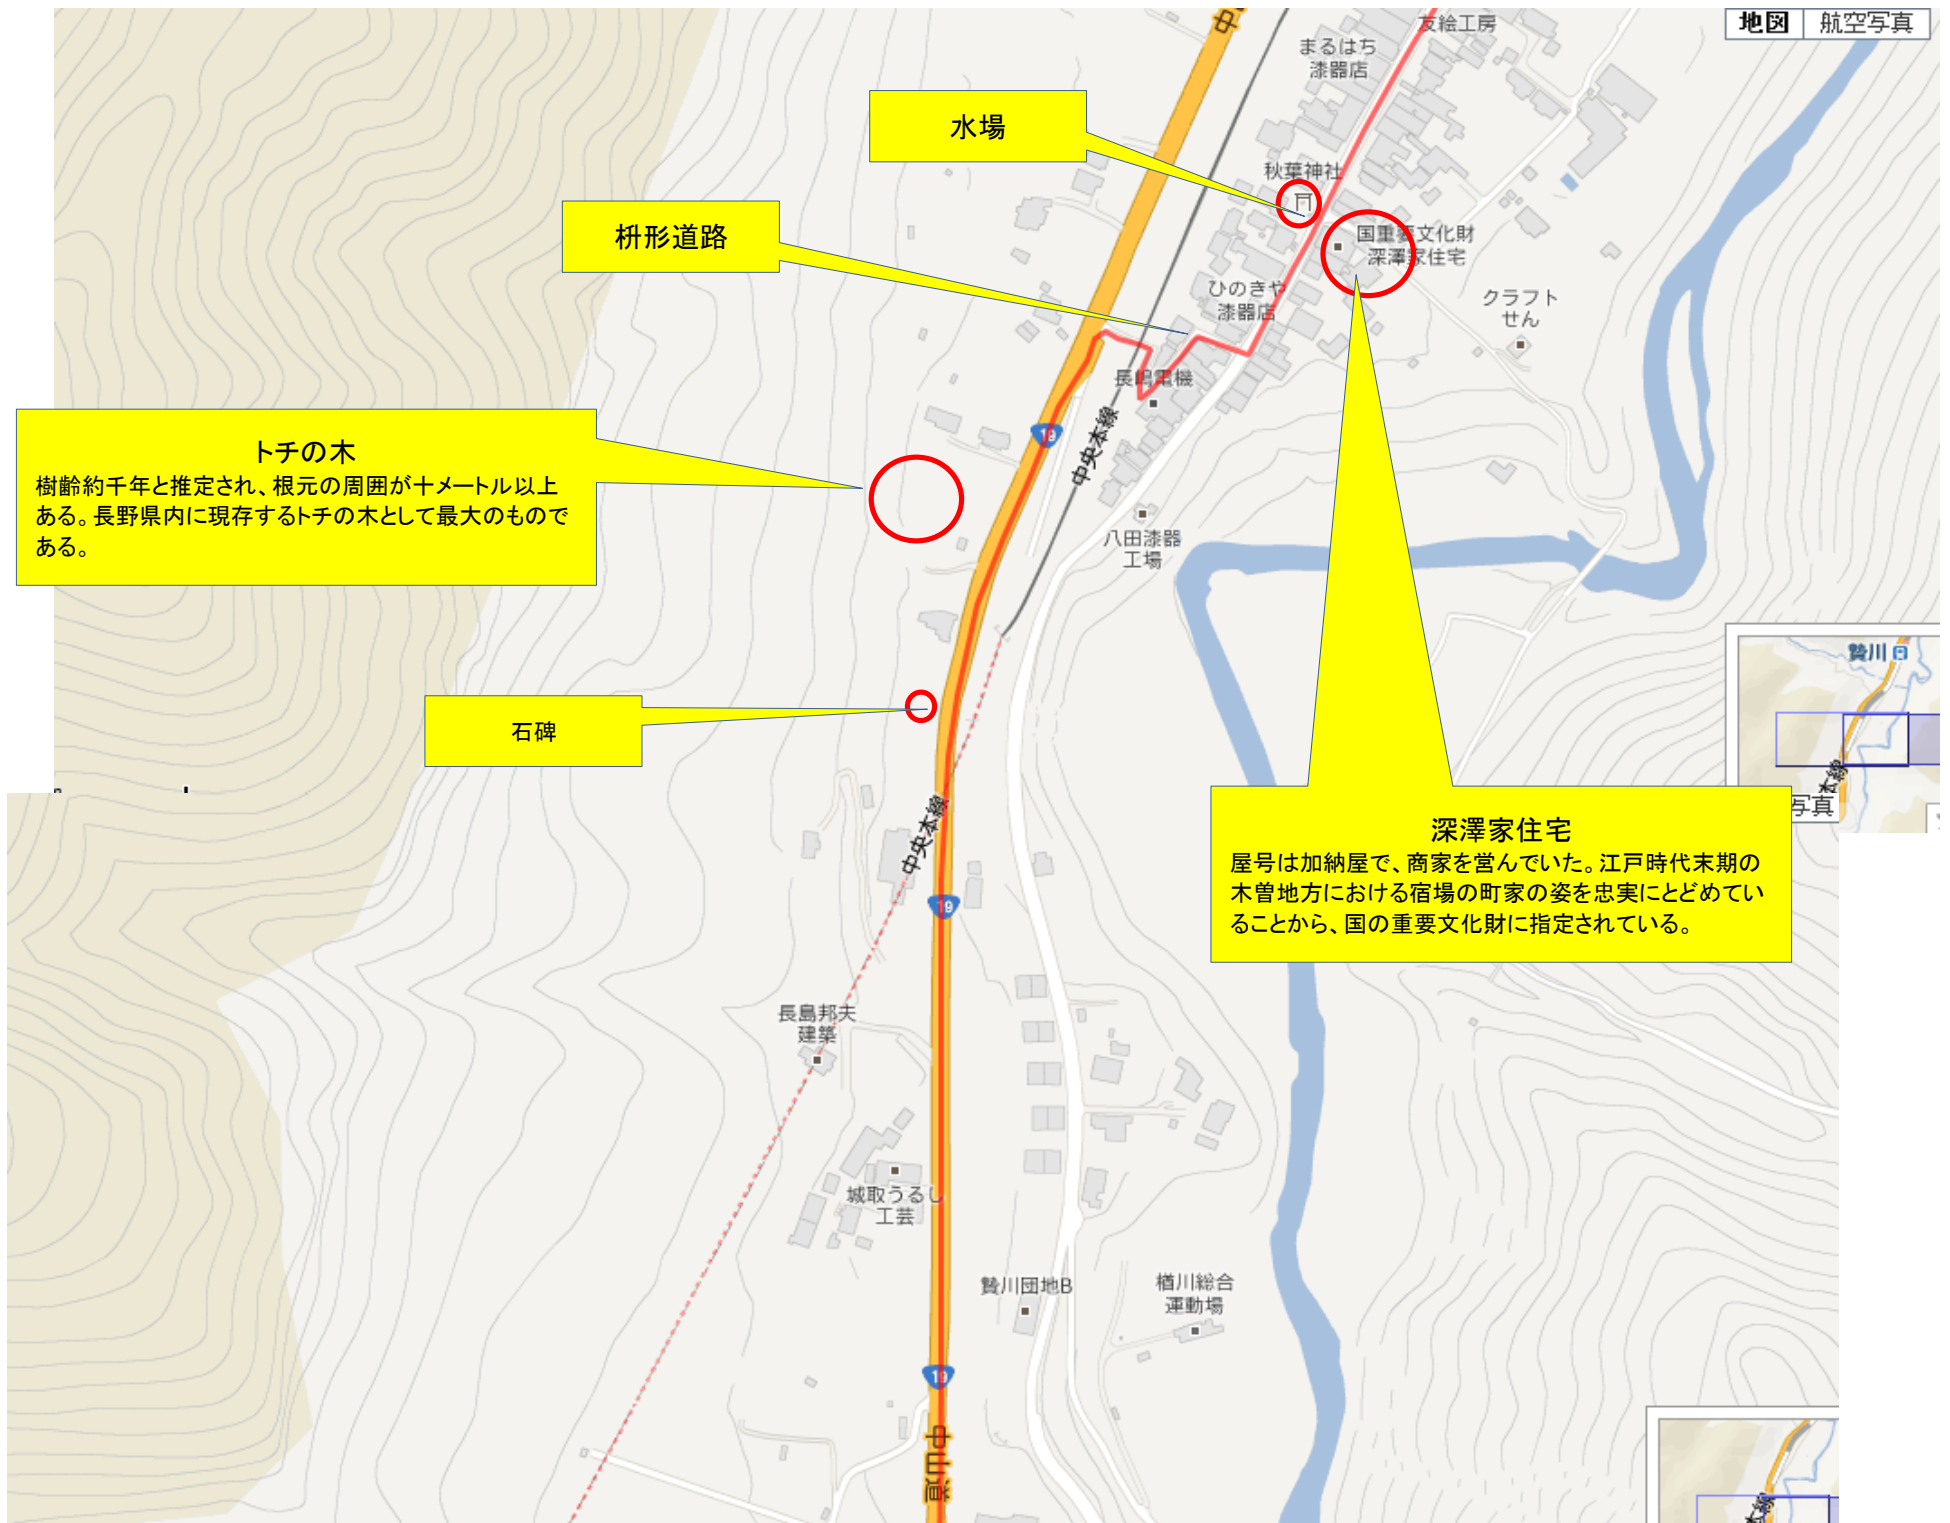 中
友絵工房
地図
航空写真
まるはち
漆器店
水場
秋葉神社
枡形道路
国重要文化財
深澤家住宅
ひのきや
漆器店
クラフト
せん
長嶋電機
19
中央本線
トチの木
樹齢約千年と推定され、根元の周囲が十メートル以上
ある。長野県内に現存するトチの木として最大のもので
ある。
八田漆器
工場
贄川
石碑
本線
写真
中央本線
深澤家住宅
屋号は加納屋で、商家を営んでいた。江戸時代末期の
木曽地方における宿場の町家の姿を忠実にとどめてい
ることから、国の重要文化財に指定されている。
19
長島邦夫
建築
城取うるし
工芸
贄川団地B
楢川総合
運動場
19
中山道
本線